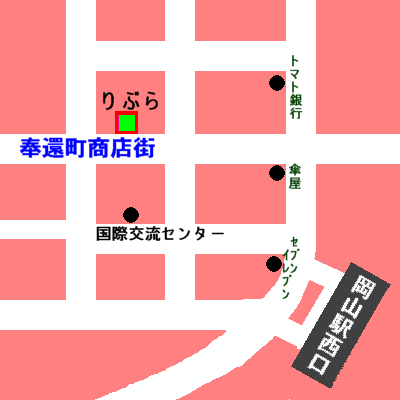 トマト銀行
りぶら
奉還町商店街
傘屋
国際交流センター
セブン
イレブン
岡山駅西口